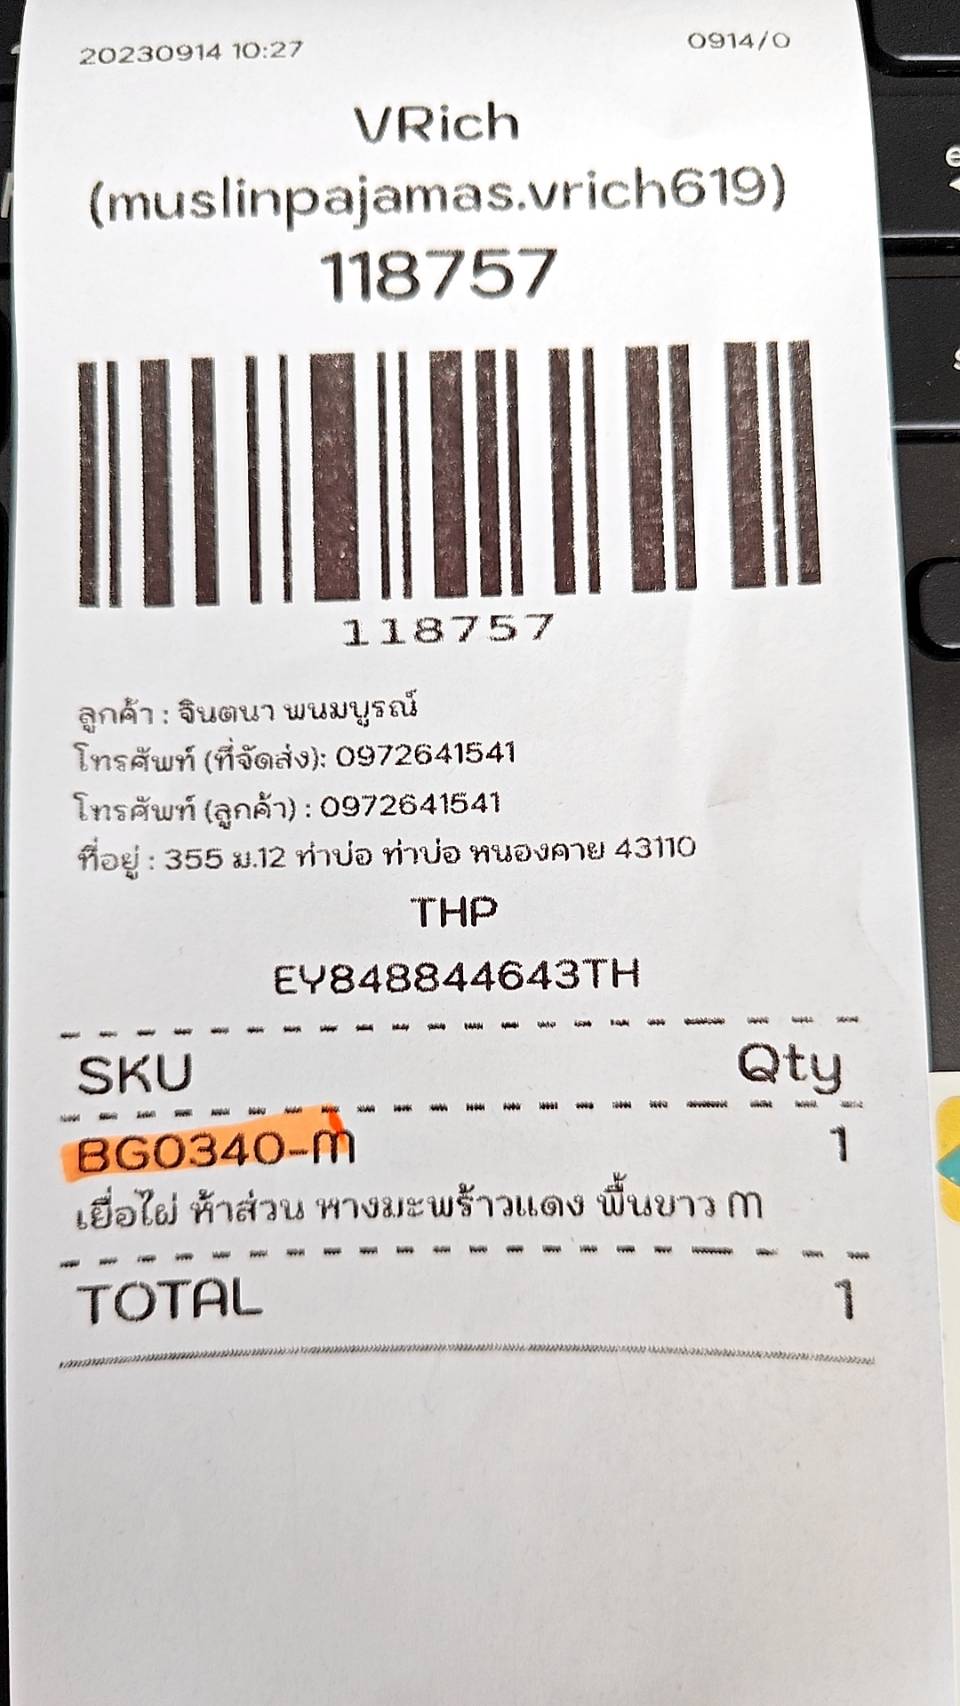 20230914 10:27
0914/0
VRich
(muslinpajamas.vrich619)
118757
118757
ลูกค้า : จินตนา พนมบูรณ์
โทรศัพท์ (ที่จัดส่ง): 0972641541
โทรศัพท์ (ลูกค้า) : 0972641541
ที่อยู่ : 355 ม.12 ท่าบ่อ ท่าบ่อ หนองคาย 43110
THP
EY848844643TH
SKU Qty
BG0340-m 1
เยื่อไผ่ ห้าส่วน หางมะพร้าวแดง พื้นขาว m
TOTAL 1